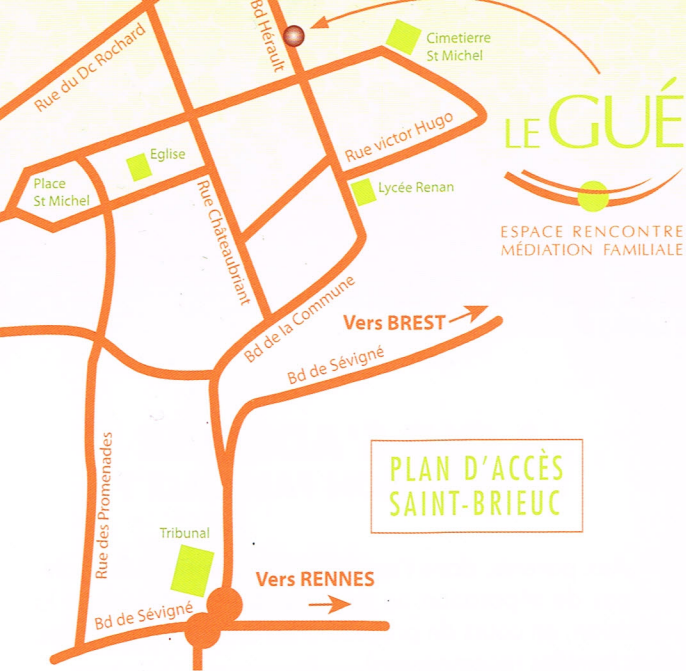 Bd Hérault
Rue du Dc Rochard
Cimetierre
St Michel
LE GUÉ
Rue victor Hugo
Eglise
Place
St Michel
Lycée Renan
Rue Châteaubriant
ESPACE RENCONTRE
MÉDIATION FAMILIALE
Bd de la Commune
Vers BREST
Bd de Sévigné
PLAN D'ACCÈS
SAINT-BRIEUC
Rue des Promenades
Tribunal
Vers RENNES
Bd de Sévigné